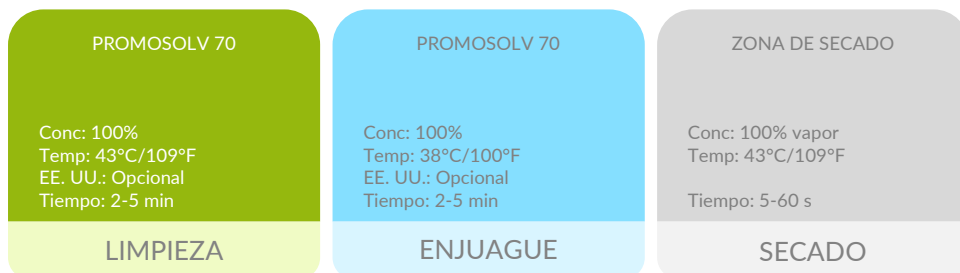 PROMOSOLV 70
Conc: 100%
Temp: 43°C/109°F
EE. UU.: Opcional
Tiempo: 2-5 min
LIMPIEZA
PROMOSOLV 70
Conc: 100%
Temp: 38°C/100°F
EE. UU.: Opcional
Tiempo: 2-5 min
ENJUAGUE
ZONA DE SECADO
Conc: 100% vapor
Temp: 43°C/109°F
Tiempo: 5-60 s
SECADO